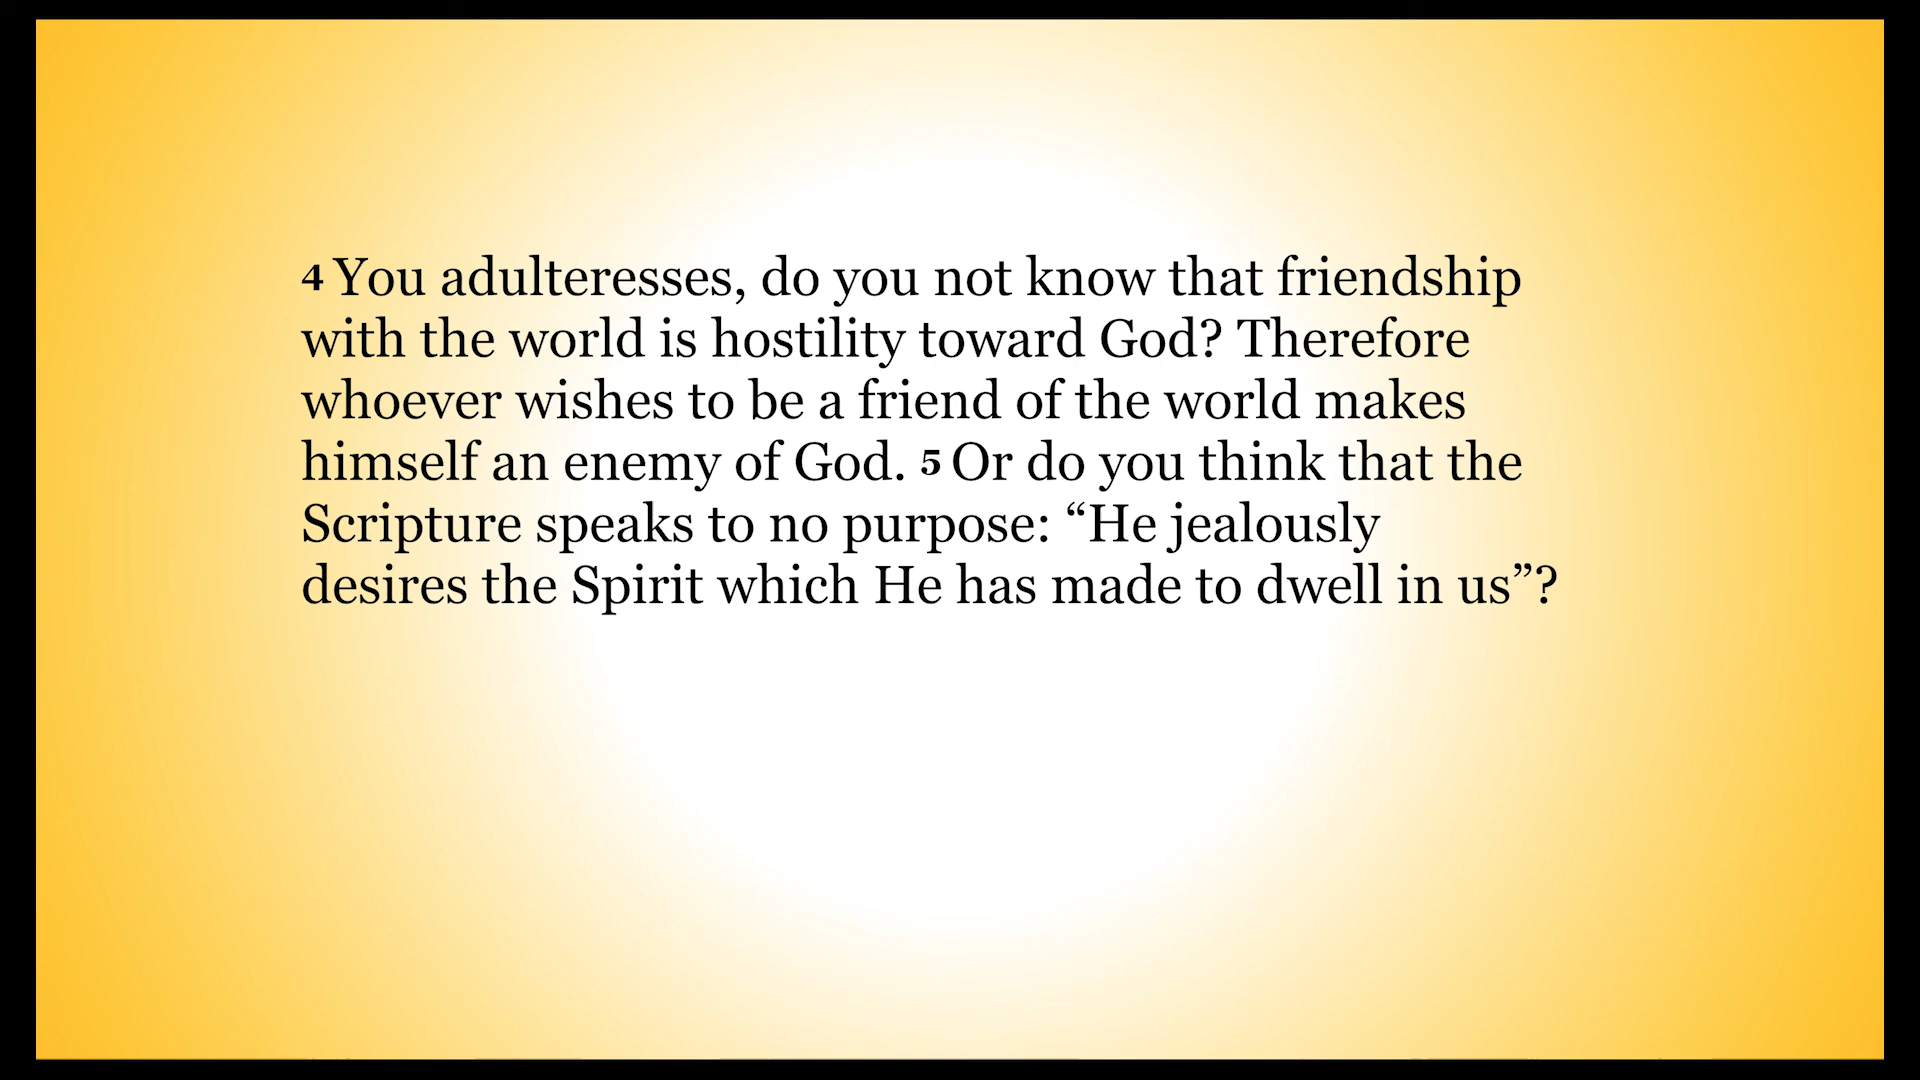 4 You adulteresses, do you not know that friendship
with the world is hostility toward God? Therefore
whoever wishes to be a friend of the world makes
himself an enemy of God. 5 Or do you think that the
Scripture speaks to no purpose: “He jealously
desires the Spirit which He has made to dwell in us”?